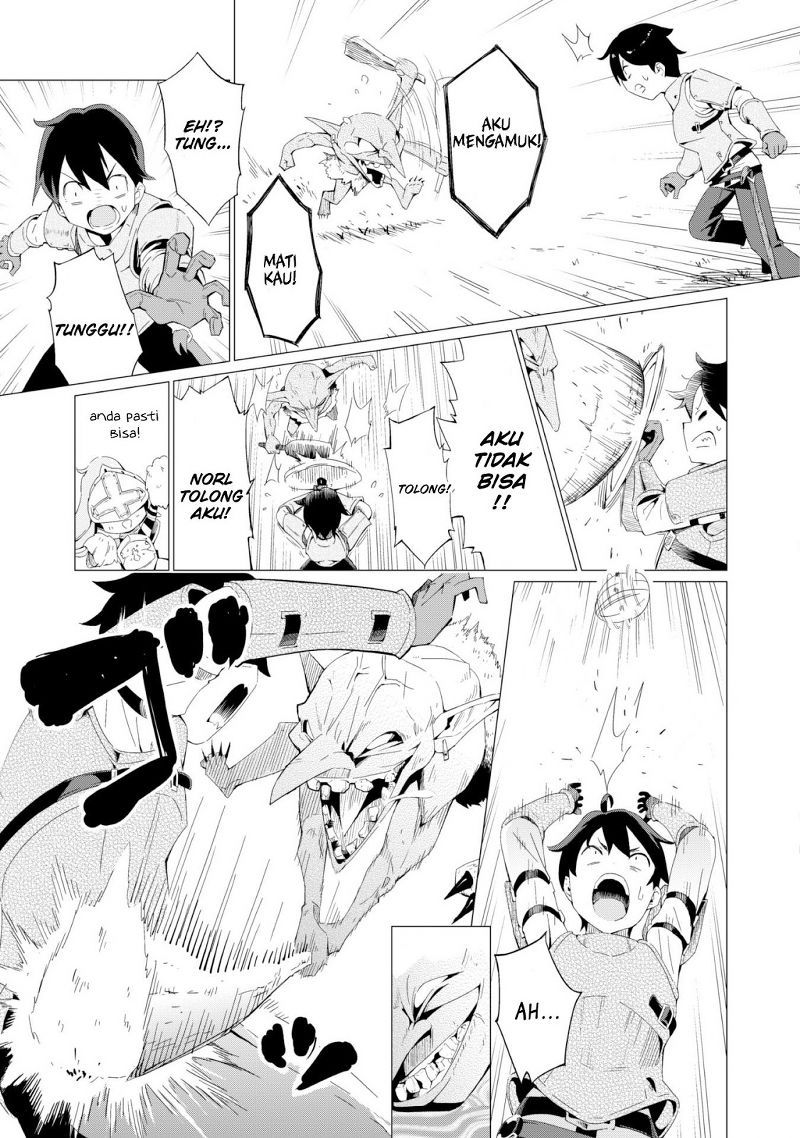 AKU
MENGAMUK!
MATI
KAU!
EH!?
TUNG...
TUNGGU!!
AKU
TIDAK
BISA
!!
TOLONG!
NORL
TOLONG
AKU!
anda pasti
Bisa!
AH...